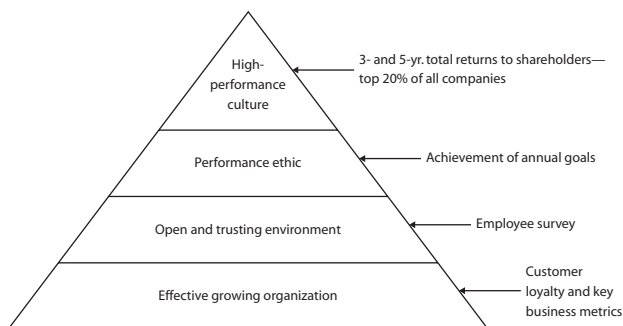 High-
performance
culture
3- and 5-yr. total returns to shareholders—
top 20% of all companies
Performance ethic
Achievement of annual goals
Open and trusting environment
Employee survey
Effective growing organization
Customer
loyalty and key
business metrics